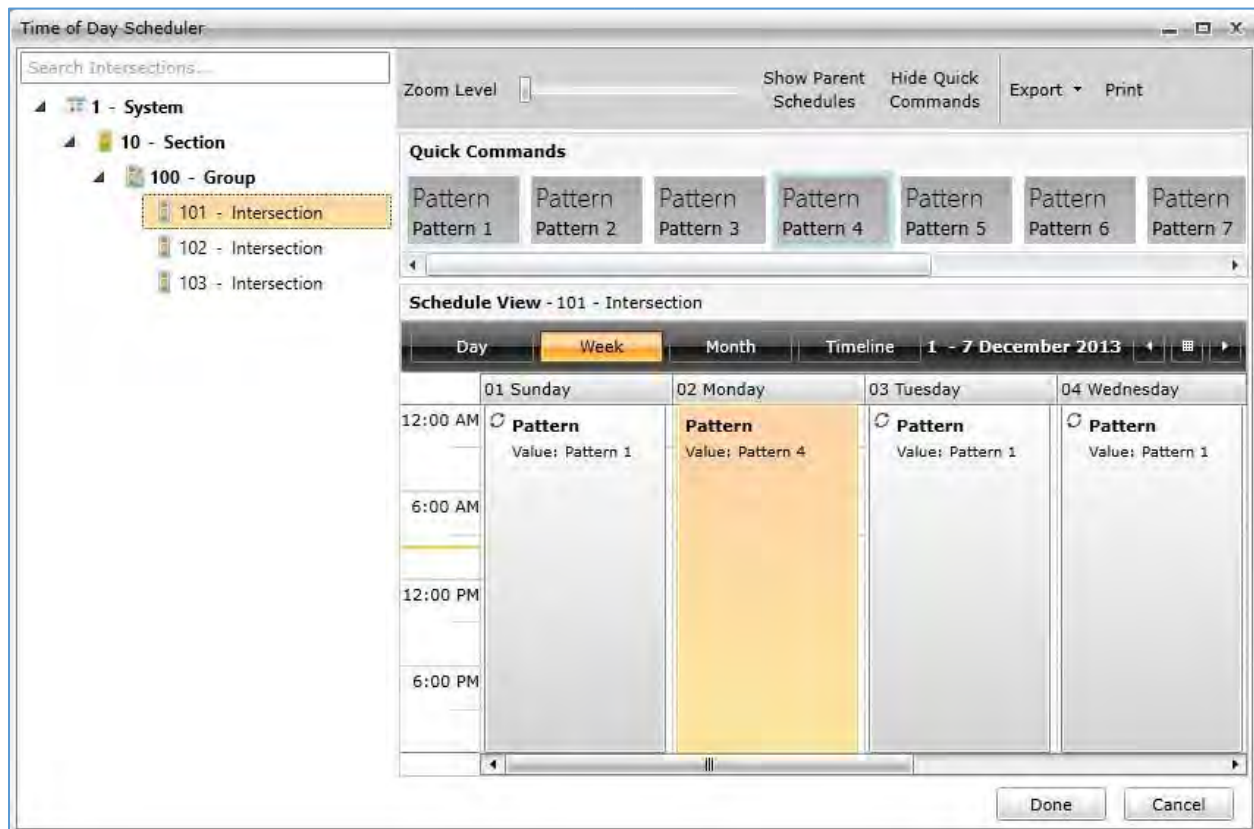 Time of Day Scheduler
Search Intersections...
1 - System
10 - Section
100 - Group
101 - Intersection
102 - Intersection
103 - Intersection
Zoom Level
Show Parent
Schedules
Hide Quick
Commands
Export
Print
Quick Commands
Pattern Pattern Pattern Pattern Pattern Pattern Pattern
Pattern 1 Pattern 2 Pattern 3 Pattern 4 Pattern 5 Pattern 6 Pattern 7
Schedule View - 101 - Intersection
Day Week Month Timeline 1 - 7 December 2013
01 Sunday 02 Monday 03 Tuesday 04 Wednesday
12:00 AM Pattern Pattern Pattern Pattern
Value: Pattern 1 Value: Pattern 4 Value: Pattern 1 Value: Pattern 1
6:00 AM
12:00 PM
6:00 PM
Done Cancel